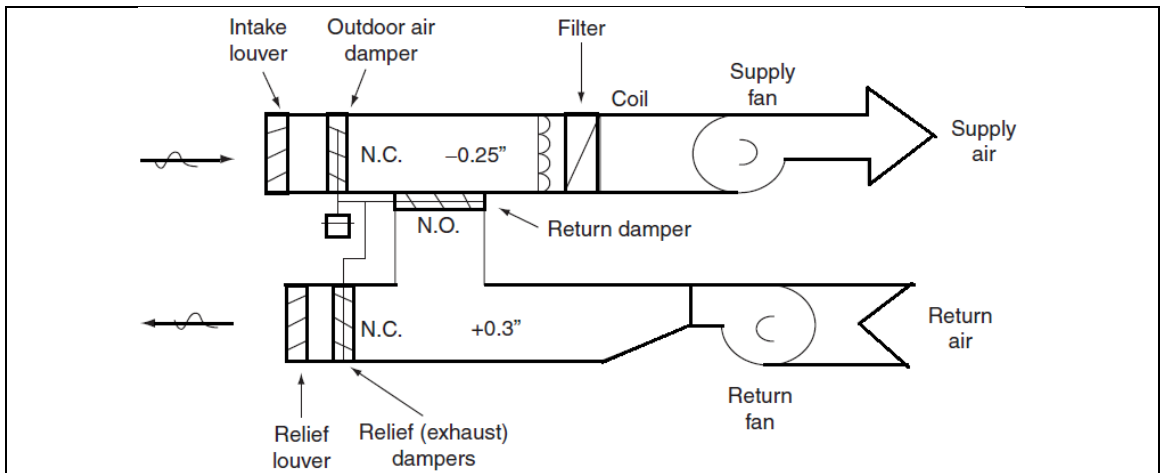 Intake
louver
Outdoor air
damper
Filter
Coil
Supply
fan
Supply
air
N.C.
−0.25”
N.O.
Return damper
N.C.
+0.3”
Return
air
Return
fan
Relief
louver
Relief (exhaust)
dampers